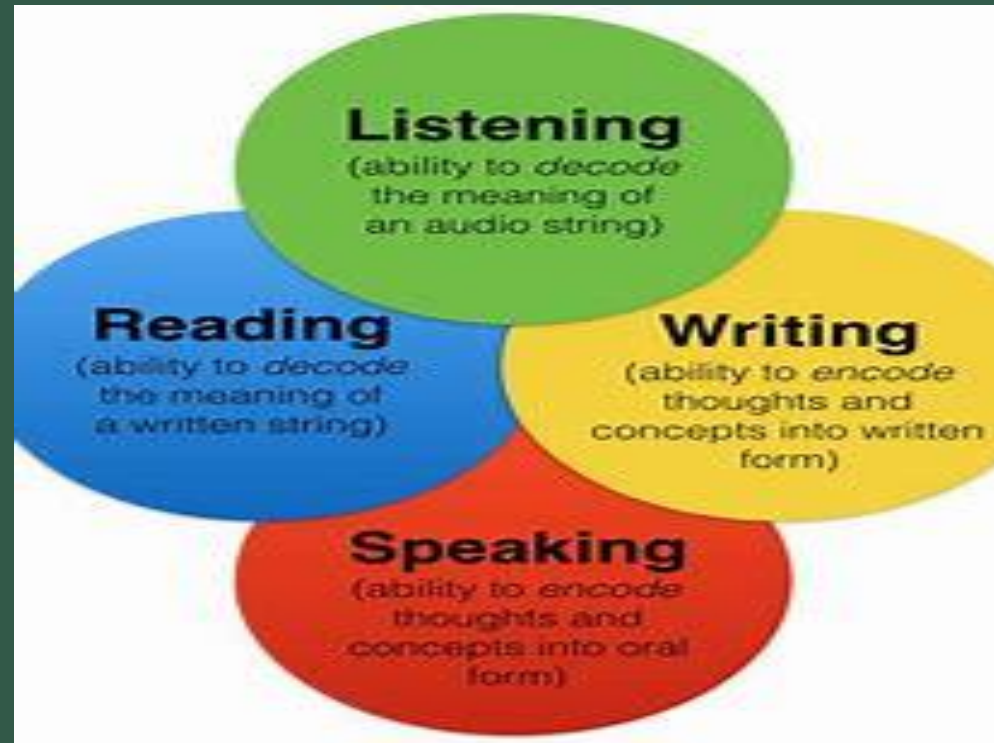 Listening
(ability to decode
the meaning of
an audio string)
Reading
(ability to decode
the meaning of
a written string)
Writing
(ability to encode
thoughts and
concepts into written
form)
Speaking
(ability to encode
thoughts and
concepts into oral
form)